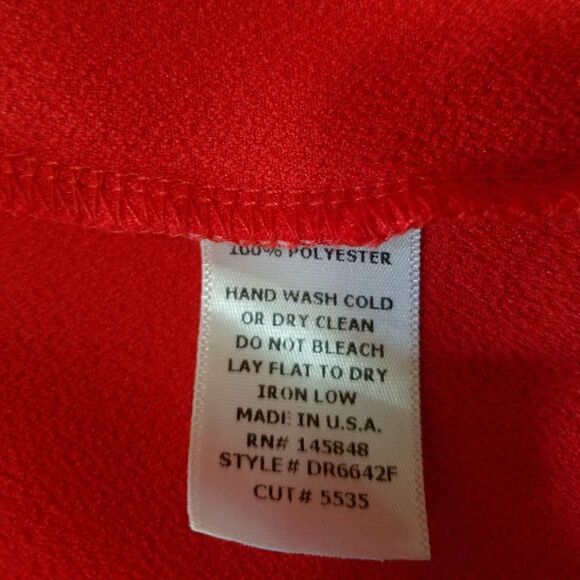 100% POLYESTER
HAND WASH COLD
OR DRY CLEAN
DO NOT BLEACH
LAY FLAT TO DRY
IRON LOW
MADE IN U.S.A.
RN# 145848
STYLE # DR6642F
CUT # 5535